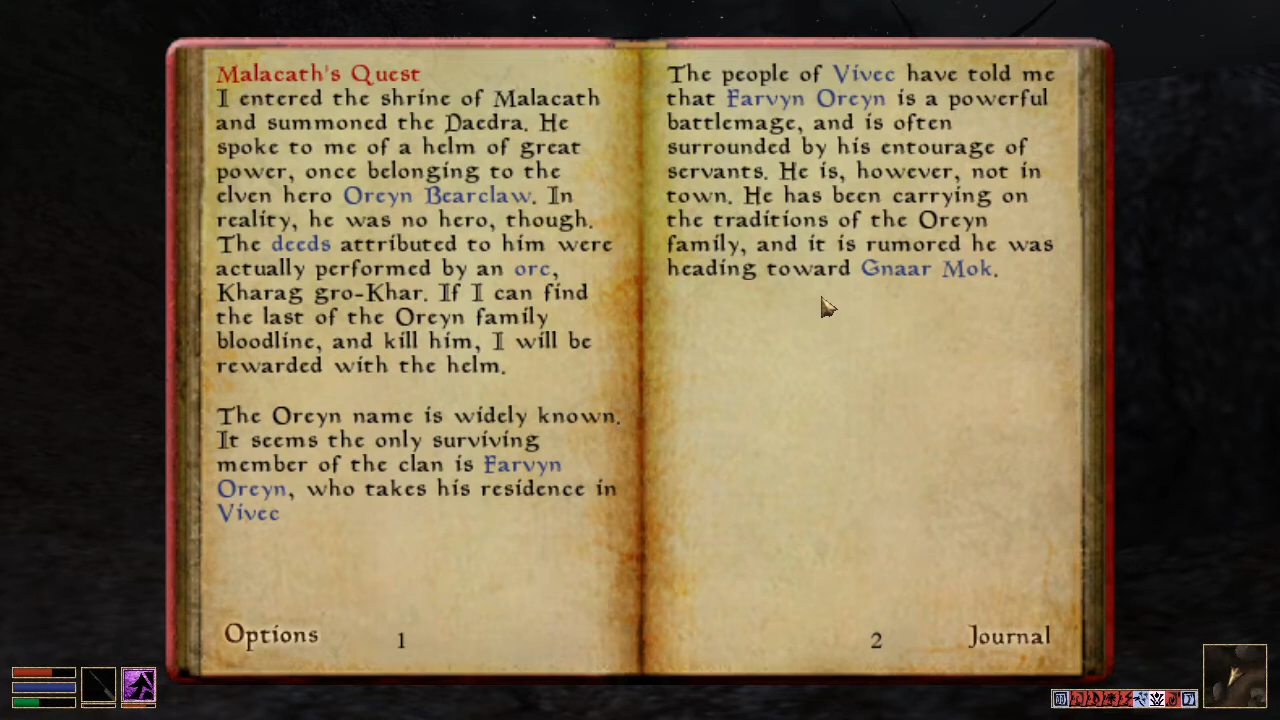 Malacath's Quest
I entered the shrine of Malacath
and summoned the Daedra. He
spoke to me of a helm of great
power, once belonging to the
elven hero Oreyn Bearclaw. In
reality, he was no hero, though.
The deeds attributed to him were
actually performed by an orc,
Kharag gro-Khar. If I can find
the last of the Oreyn family
bloodline, and kill him, I will be
rewarded with the helm.
The Oreyn name is widely known.
It seems the only surviving
member of the clan is Farvyn
Oreyn, who takes his residence in
Vivec
The people of Vivec have told me
that Farvyn Oreyn is a powerful
battlemage, and is often
surrounded by his entourage of
servants. He is, however, not in
town. He has been carrying on
the traditions of the Oreyn
family, and it is rumored he was
heading toward Gnaar Mok.
Options
1
2
Journal